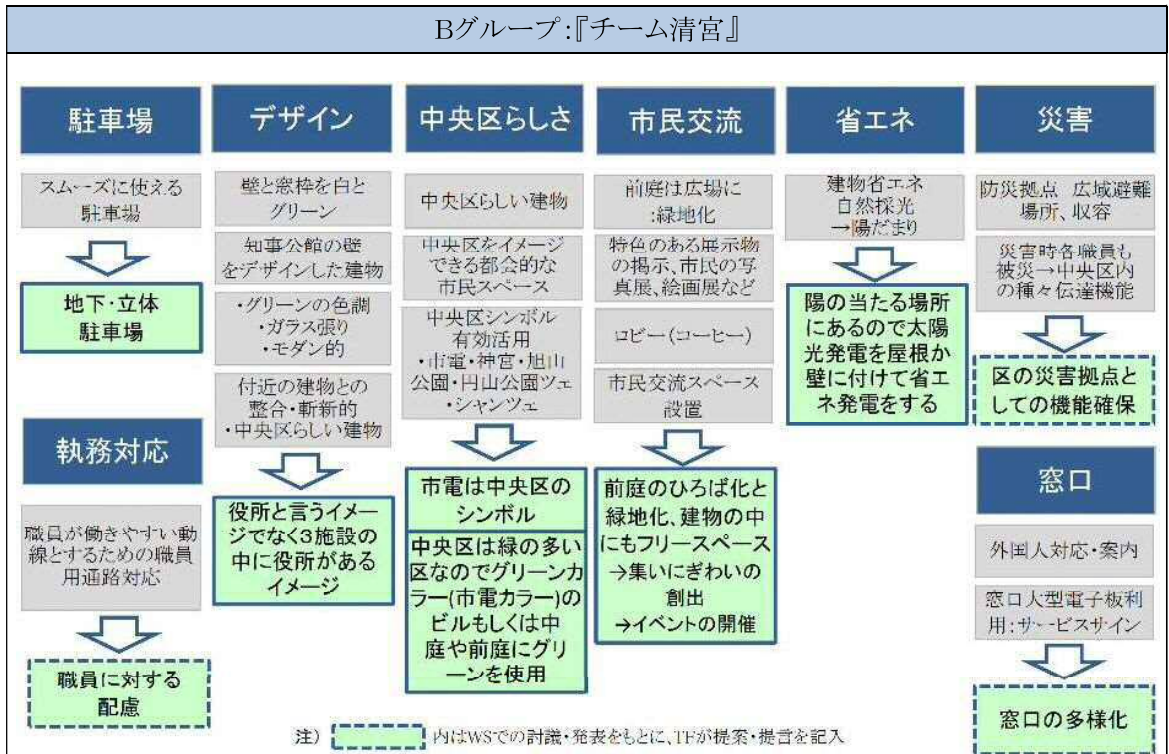 Bグループ:『チーム清宮』
駐車場
スムーズに使える
駐車場
地下・立体
駐車場
執務対応
職員が働きやすい動
線とするための職員
用通路対応
職員に対する
配慮
デザイン
壁と窓枠を白と
グリーン
知事公館の壁
をデザインした建物
・グリーンの色調
・ガラス張り
・モダン的
付近の建物との
整合・斬新的
・中央区らしい建物
役所と言うイメー
ジでなく3施設の
中に役所がある
イメージ
中央区らしさ
中央区らしい建物
中央区をイメージ
できる都会的な
市民スペース
中央区シンボル
有効活用
・市電・神宮・旭山
公園・円山公園ツェ
・シャンツェ
市電は中央区の
シンボル
中央区は緑の多い
区なのでグリーンカ
ラー(市電カラー)の
ビルもしくは中
庭や前庭にグリ
ーンを使用
市民交流
前庭は広場に
:緑地化
特色のある展示物
の掲示、市民の写
真展、絵画展など
ロビー(コーヒー)
市民交流スペース
設置
前庭のひろば化と
緑地化、建物の中
にもフリースペース
→集いにぎわいの
創出
→イベントの開催
省エネ
建物省エネ
自然採光
→陽だまり
陽の当たる場所
にあるので太陽
光発電を屋根か
壁に付けて省エ
ネ発電をする
災害
防災拠点 広域避難
場所、収容
災害時各職員も
被災→中央区内
の種々伝達機能
区の災害拠点と
しての機能確保
窓口
外国人対応・案内
窓口大型電子板利
用:サービスサイン
窓口の多様化
注) 内はWSでの討議・発表をもとに、TFが提案・提言を記入